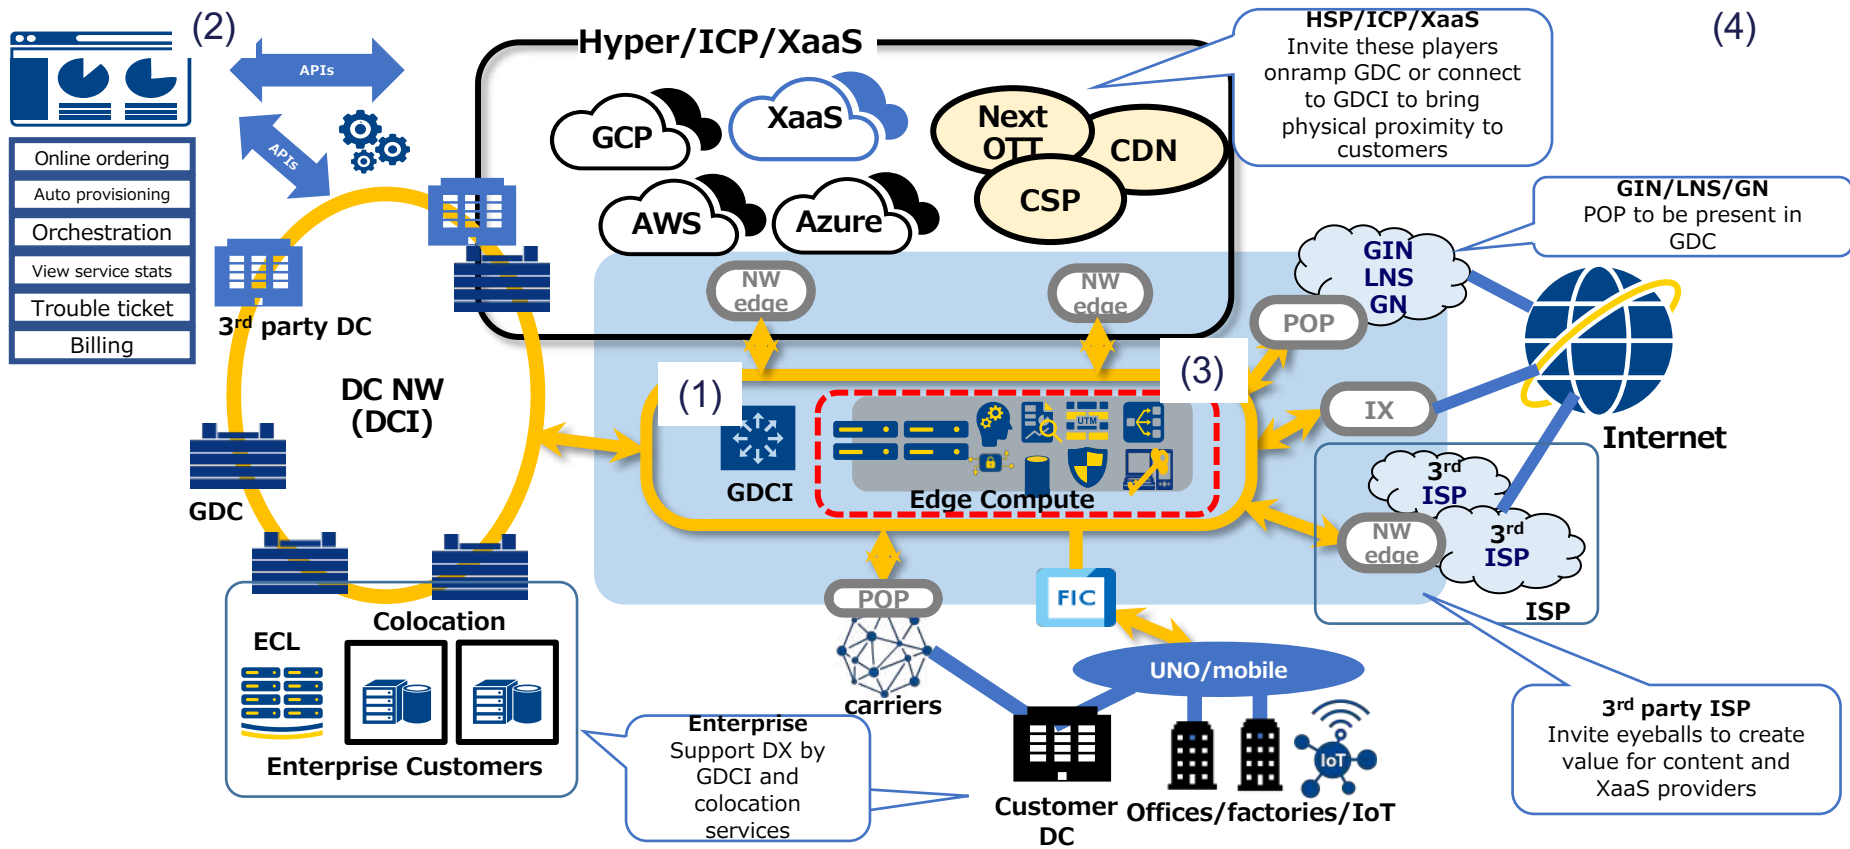 (2)
APIs
APIs
Online ordering
Auto provisioning
Orchestration
View service stats
Trouble ticket
Billing
3rd party DC
DC NW
(DCI)
GDC
Hyper/ICP/XaaS
GCP
XaaS
AWS
Azure
Next
OTT
CDN
CSP
HSP/ICP/XaaS
Invite these players
onramp GDC or connect
to GDCI to bring
physical proximity to
customers
(4)
GIN/LNS/GN
POP to be present in
GDC
NW
edge
NW
edge
GIN
LNS
GN
POP
(1)
(3)
GDCI
UTM
Edge Compute
IX
Internet
3rd
ISP
3rd
ISP
NW
edge
ISP
POP
carriers
FIC
UNO/mobile
ECL
Colocation
Enterprise Customers
Enterprise
Support DX by
GDCI and
colocation
services
Customer
DC
IoT
Offices/factories/IoT
3rd party ISP
Invite eyeballs to create
value for content and
XaaS providers